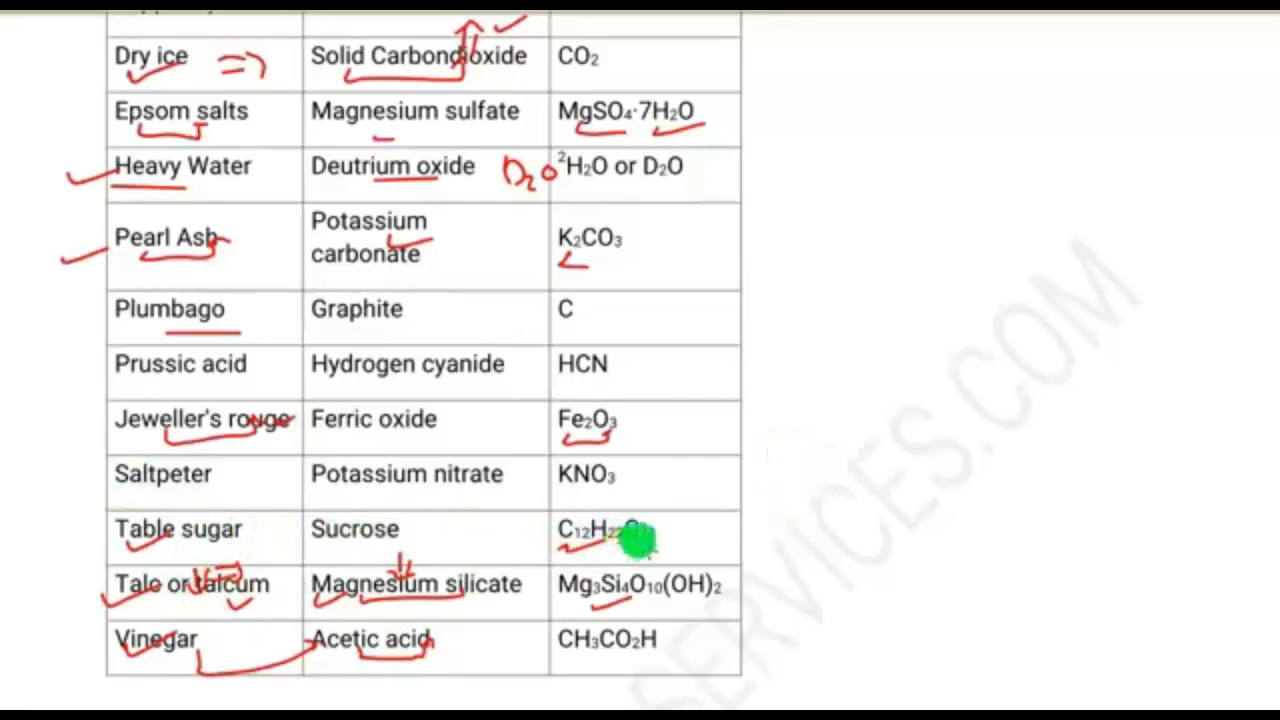 Dry ice => Solid Carbondioxide CO₂
Epsom salts Magnesium sulfate MgSO₄·7H₂O
Heavy Water Deutrium oxide D₂O ²H₂O or D₂O
Pearl Ash Potassium carbonate K₂CO₃
Plumbago Graphite C
Prussic acid Hydrogen cyanide HCN
Jeweller's rouge Ferric oxide Fe₂O₃
Saltpeter Potassium nitrate KNO₃
Table sugar Sucrose
Talc or talcum Magnesium silicate Mg₃Si₄O₁₀(OH)₂
Vinegar Acetic acid CH₃CO₂H
SERVICES.COM